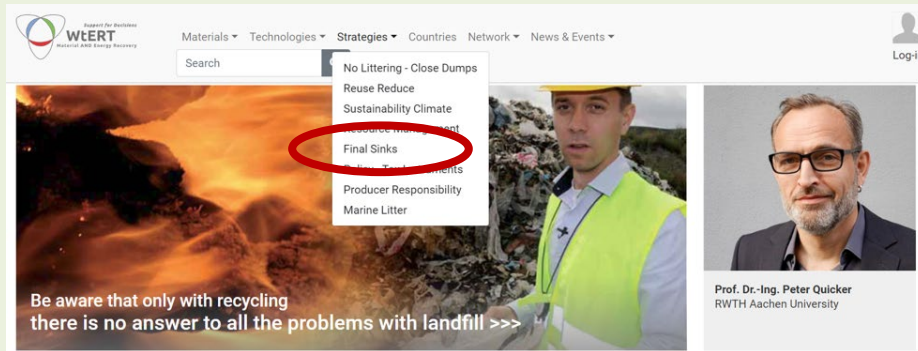 Support for Decisions
WtERT
Material AND Energy Recovery
Materials Technologies Strategies Countries Network News & Events
Search
Log-i
No Littering - Close Dumps
Reuse Reduce
Sustainability Climate
Resource Management
Final Sinks
Producer Responsibility
Marine Litter
Be aware that only with recycling
there is no answer to all the problems with landfill >>>
Prof. Dr.-Ing. Peter Quicker
RWTH Aachen University